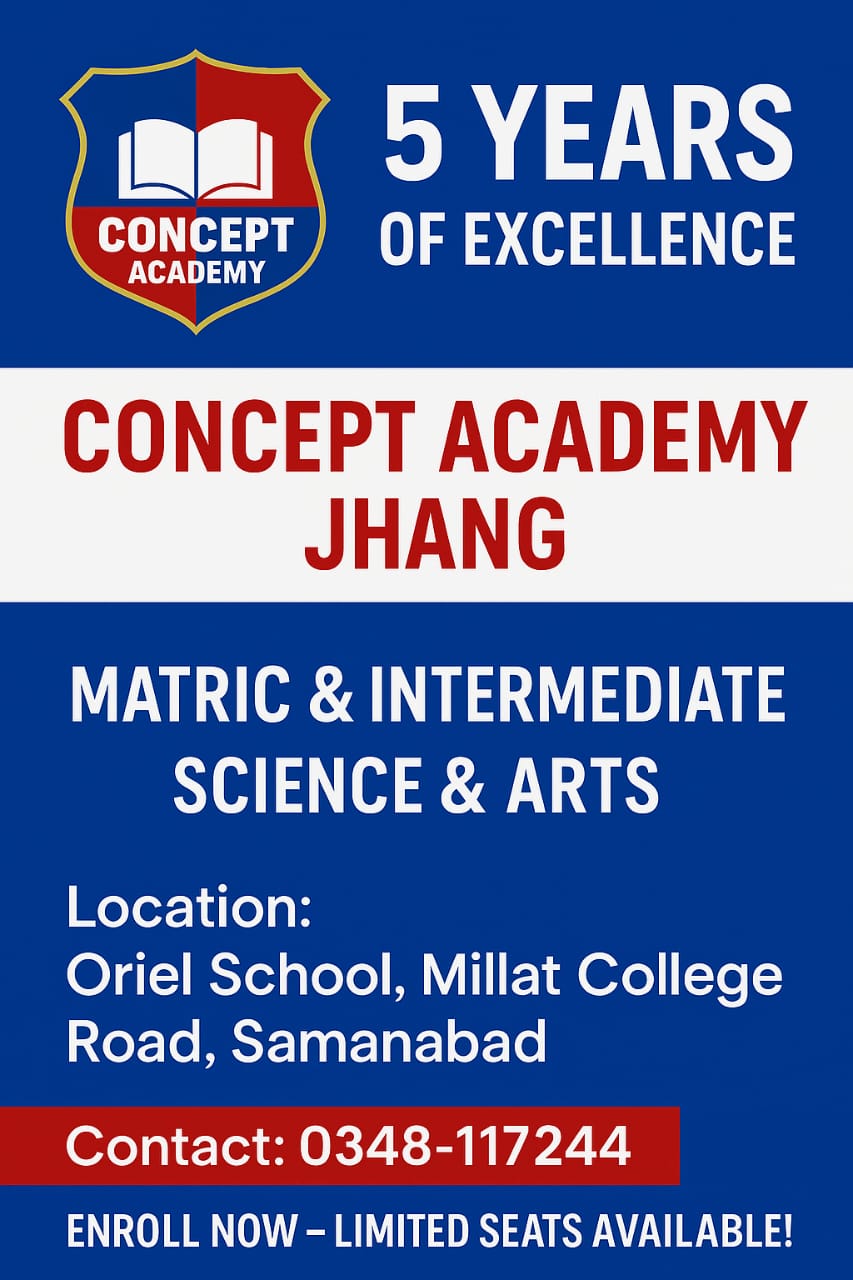 CONCEPT
ACADEMY
5 YEARS
OF EXCELLENCE
CONCEPT ACADEMY
JHANG
MATRIC & INTERMEDIATE
SCIENCE & ARTS
Location:
Oriel School, Millat College
Road, Samanabad
Contact: 0348-117244
ENROLL NOW – LIMITED SEATS AVAILABLE!